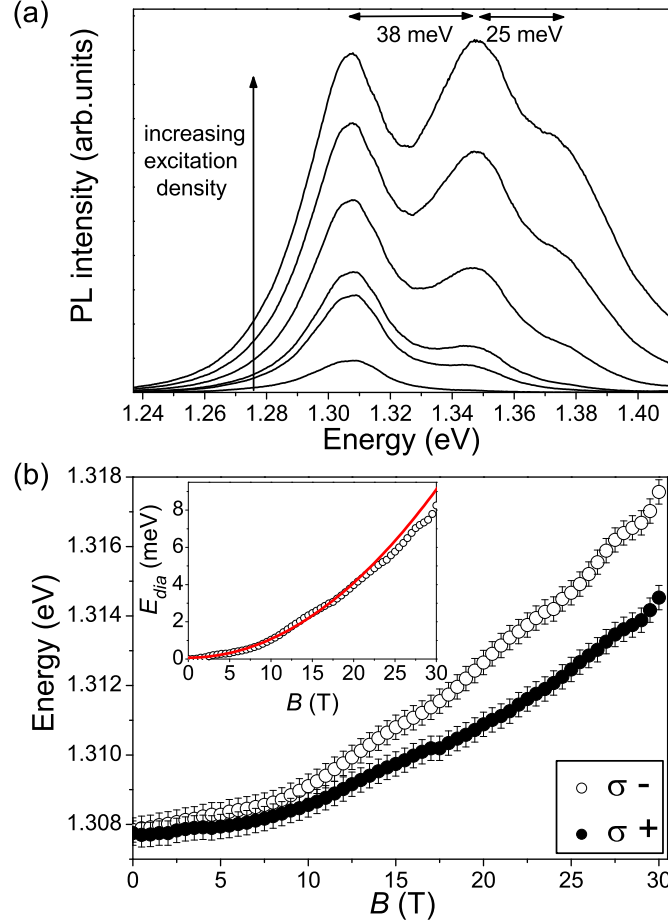 (a)
38 meV
25 meV
increasing
excitation
density
PL intensity (arb.units)
1.24 1.26 1.28 1.30 1.32 1.34 1.36 1.38 1.40
Energy (eV)
(b)
1.318
1.316
1.314
1.312
1.310
1.308
Energy (eV)
8
6
4
2
0
E_dia (meV)
0 5 10 15 20 25 30
B (T)
σ -
σ +
0 5 10 15 20 25 30
B (T)